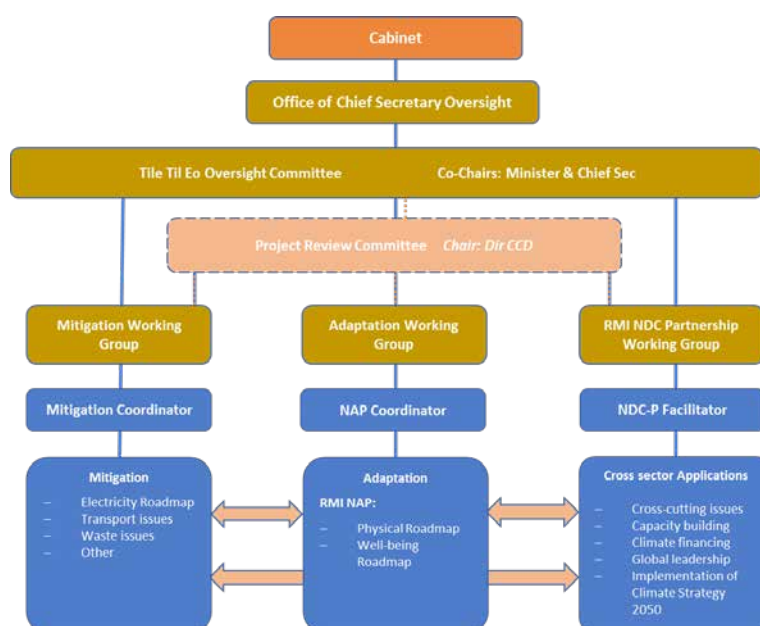 Cabinet
Office of Chief Secretary Oversight
Tile Til Eo Oversight Committee Co-Chairs: Minister & Chief Sec
Project Review Committee Chair: Dir CCD
Mitigation Working
Group
Adaptation Working
Group
RMI NDC Partnership
Working Group
Mitigation Coordinator
NAP Coordinator
NDC-P Facilitator
Mitigation
– Electricity Roadmap
– Transport issues
– Waste issues
– Other
Adaptation
RMI NAP:
– Physical Roadmap
– Well-being
Roadmap
Cross sector Applications
– Cross-cutting issues
– Capacity building
– Climate financing
– Global leadership
– Implementation of
Climate Strategy
2050